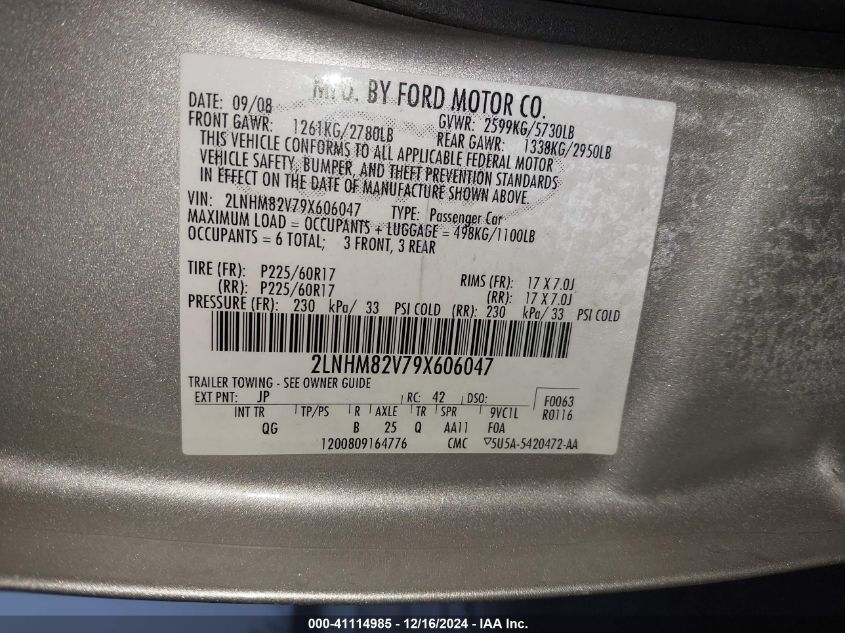 MFD. BY FORD MOTOR CO.
DATE: 09/08 GVWR: 2599KG/5730LB
FRONT GAWR: 1261KG/2780LB REAR GAWR: 1338KG/2950LB
THIS VEHICLE CONFORMS TO ALL APPLICABLE FEDERAL MOTOR
VEHICLE SAFETY, BUMPER, AND THEFT PREVENTION STANDARDS
IN EFFECT ON THE DATE OF MANUFACTURE SHOWN ABOVE.
VIN: 2LNHM82V79X606047 TYPE: Passenger Car
MAXIMUM LOAD = OCCUPANTS + LUGGAGE = 498KG/1100LB
OCCUPANTS = 6 TOTAL; 3 FRONT, 3 REAR
TIRE (FR): P225/60R17 RIMS (FR): 17 X 7.0J
(RR): P225/60R17 (RR): 17 X 7.0J
PRESSURE (FR): 230 kPa/ 33 PSI COLD (RR): 230 kPa/ 33 PSI COLD
2LNHM82V79X606047
TRAILER TOWING - SEE OWNER GUIDE
EXT PNT: JP RC: 42 DSO: F0063
INT TR TP/PS R AXLE TR SPR 9VC1L R0116
QG B 25 Q AA11 F0A
1200809164776 CMC ▽5U5A-5420472-AA
000-41114985 - 12/16/2024 - IAA Inc.